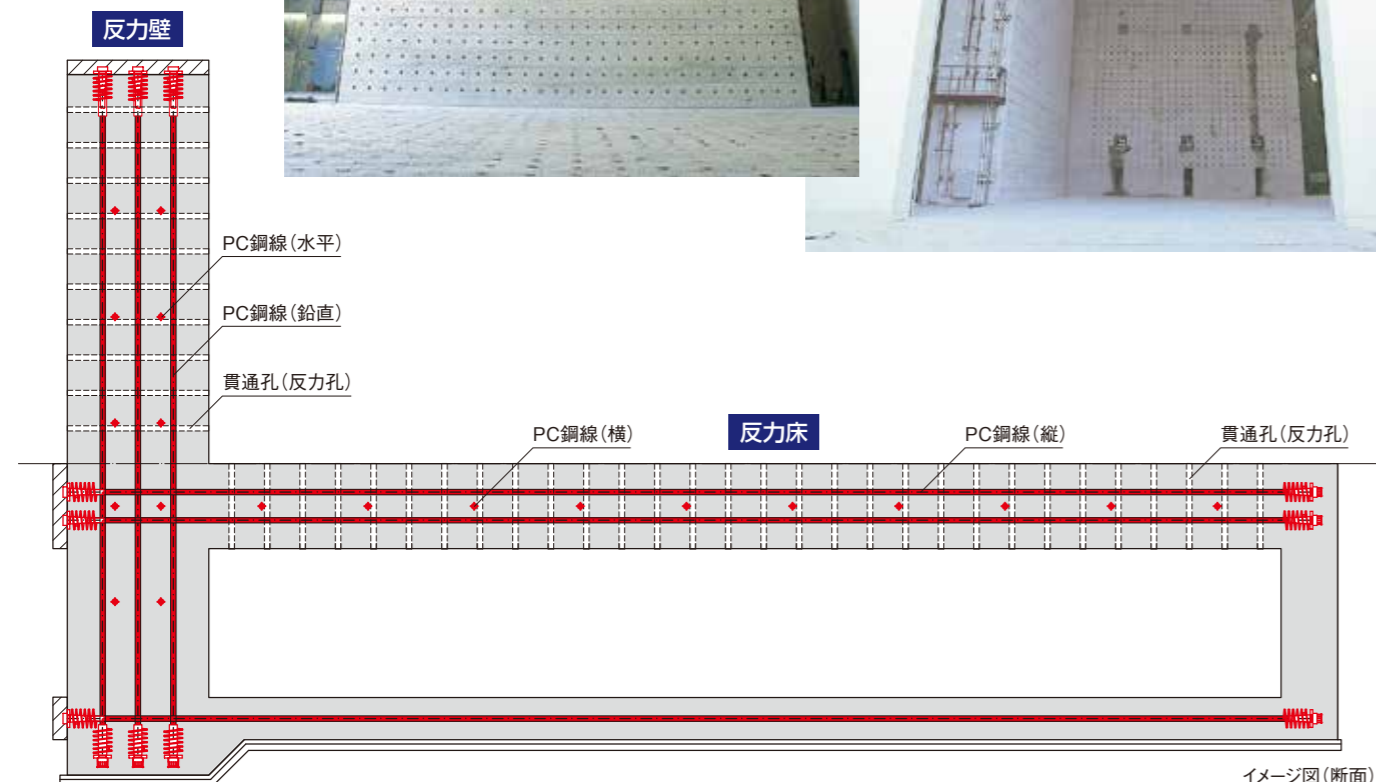 反力壁
PC鋼線（水平）
PC鋼線（鉛直）
貫通孔（反力孔）
PC鋼線（横）
反力床
PC鋼線（縦）
貫通孔（反力孔）
イメージ図（断面）